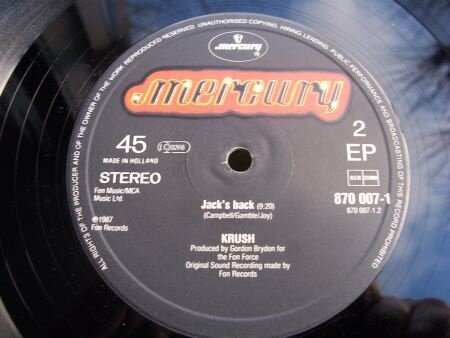 ALL RIGHTS OF THE PRODUCER AND OF THE OWNER OF THE WORK REPRODUCED RESERVED. UNAUTHORISED COPYING, HIRING, LENDING, PUBLIC PERFORMANCE AND BROADCASTING OF THIS RECORD PROHIBITED
mercury
mercury
45
MADE IN HOLLAND
STEREO
Fon Music/MCA
Music Ltd
℗1987
Fon Records
2
EP
STEMRA
870 007-1
870 007-1.2
Jack's back (9:20)
(Campbell/Gamble/Joy)
KRUSH
Produced by Gordon Brydon for
the Fon Force
Original Sound Recording made by
Fon Records